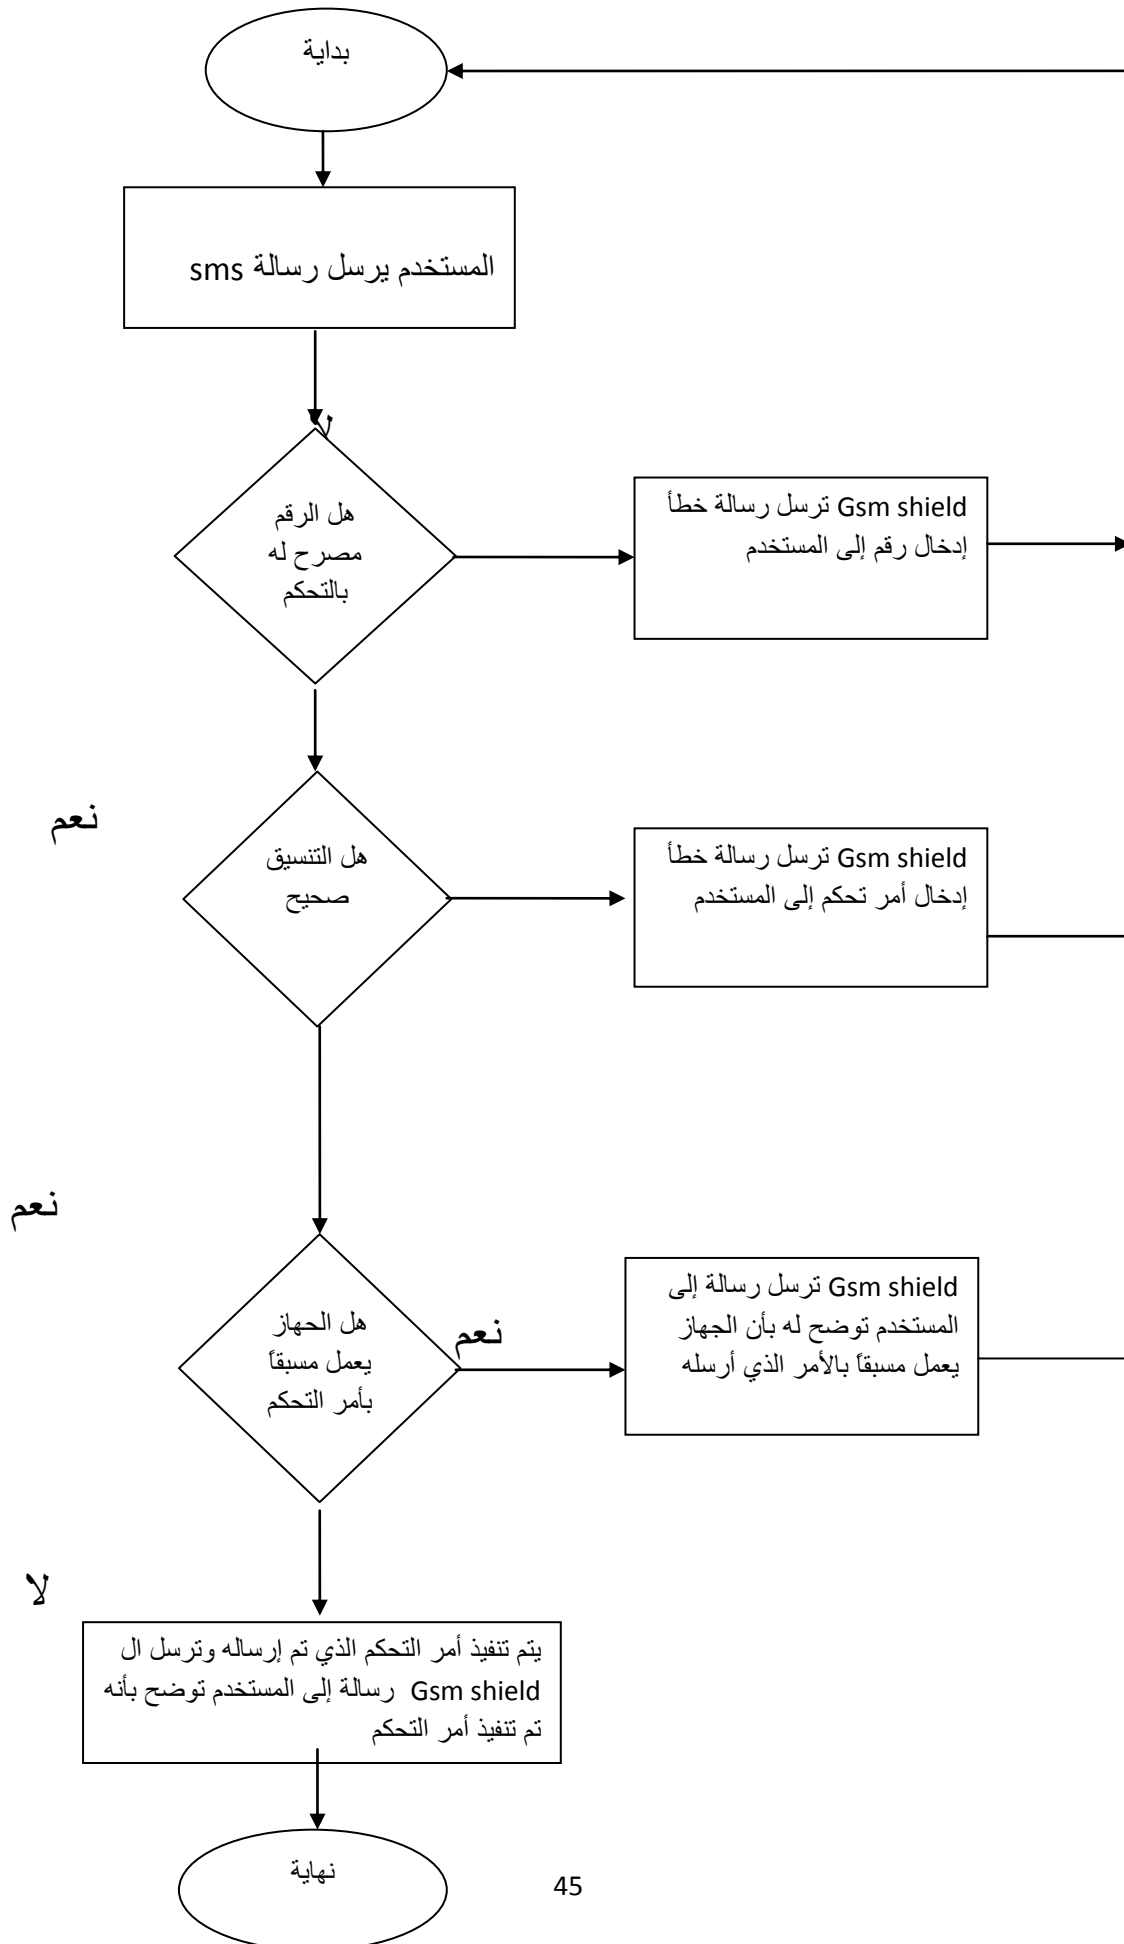 بداية
المستخدم يرسل رسالة sms
لا
هل الرقم
مصرح له
بالتحكم
Gsm shield ترسل رسالة خطأ
إدخال رقم إلى المستخدم
نعم
هل التنسيق
صحيح
Gsm shield ترسل رسالة خطأ
إدخال أمر تحكم إلى المستخدم
نعم
هل الحهاز
يعمل مسبقاً
بأمر التحكم
نعم
Gsm shield ترسل رسالة إلى
المستخدم توضح له بأن الجهاز
يعمل مسبقاً بالأمر الذي أرسله
لا
يتم تنفيذ أمر التحكم الذي تم إرساله وترسل ال
Gsm shield رسالة إلى المستخدم توضح بأنه
تم تنفيذ أمر التحكم
نهاية
45